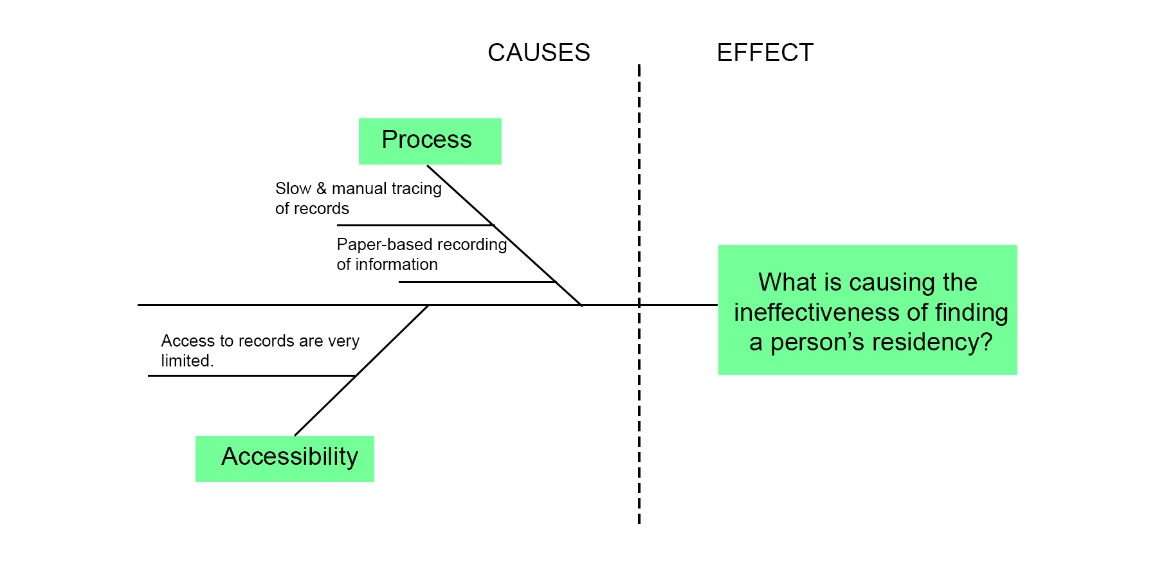 CAUSES
EFFECT
Process
Slow & manual tracing
of records
Paper-based recording
of information
What is causing the
ineffectiveness of finding
a person’s residency?
Access to records are very
limited.
Accessibility